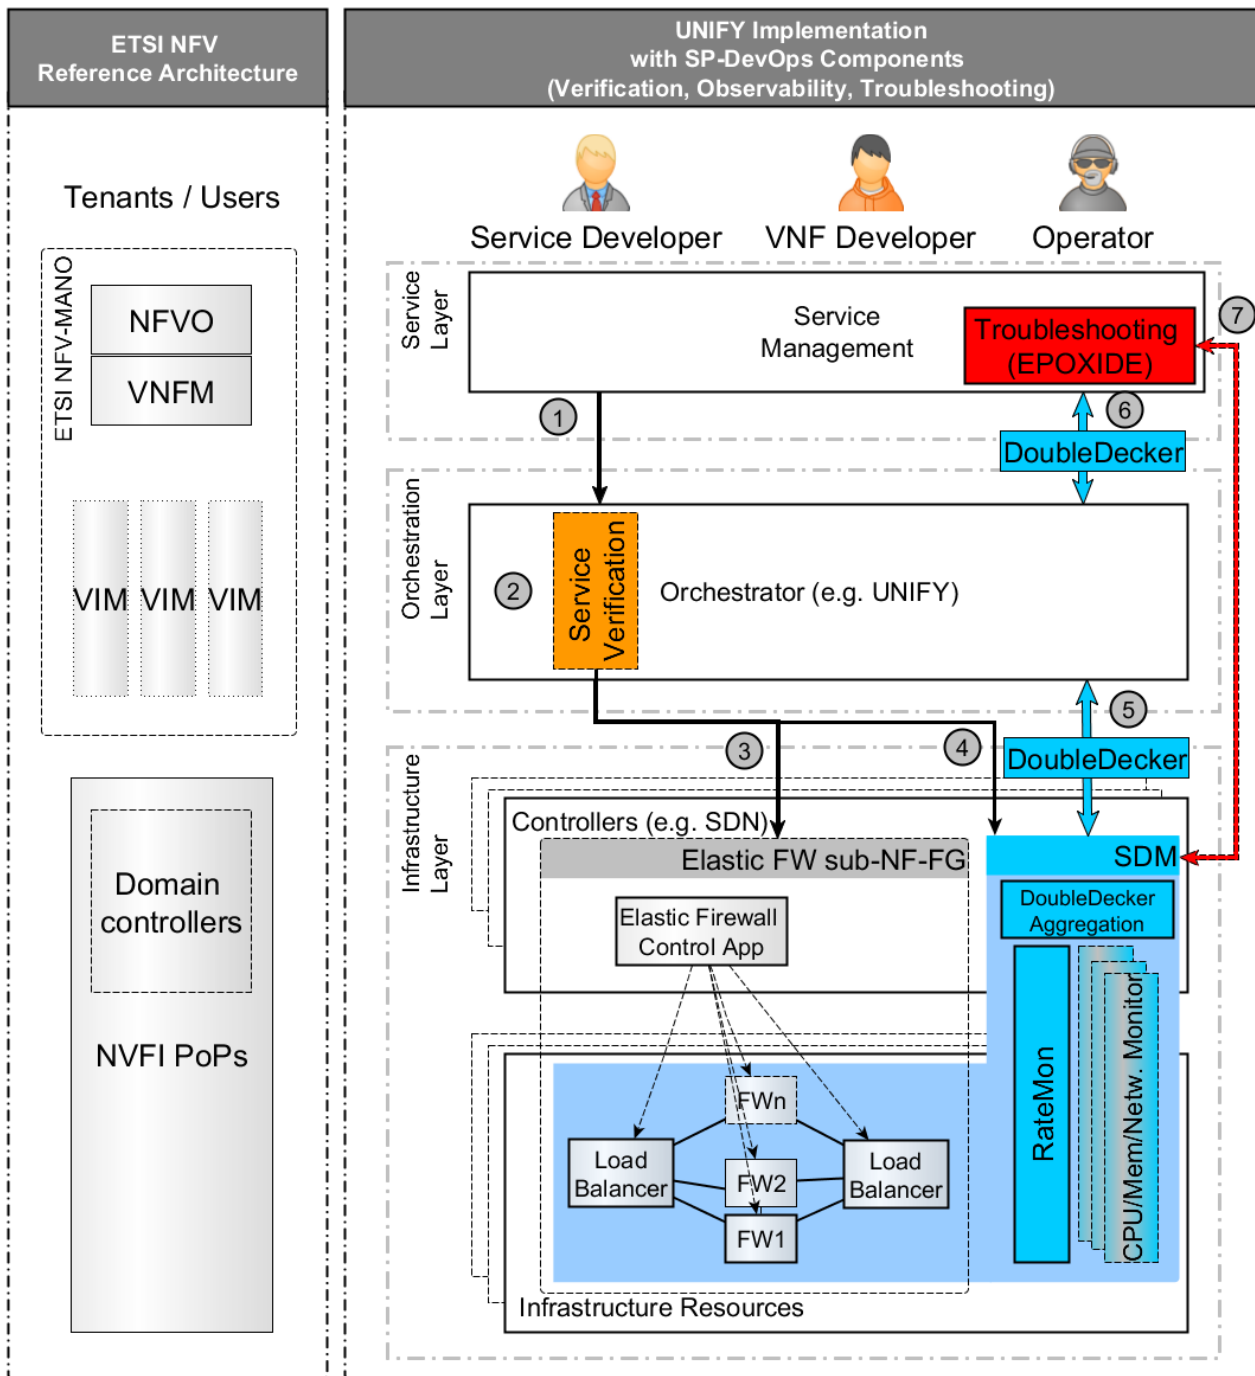 ETSI NFV
Reference Architecture
UNIFY Implementation
with SP-DevOps Components
(Verification, Observability, Troubleshooting)
Tenants / Users
ETSI NFV-MANO
NFVO
VNFM
VIM
VIM
VIM
Domain
controllers
NVFI PoPs
Service Developer
VNF Developer
Operator
Service
Layer
Service
Management
Troubleshooting
(EPOXIDE)
7
1
6
DoubleDecker
Orchestration
Layer
2
Service
Verification
Orchestrator (e.g. UNIFY)
5
3
4
DoubleDecker
Infrastructure
Layer
Controllers (e.g. SDN)
Elastic FW sub-NF-FG
SDM
Elastic Firewall
Control App
DoubleDecker
Aggregation
RateMon
CPU/Mem/Netw. Monitor
FWn
Load
Balancer
FW2
Load
Balancer
FW1
Infrastructure Resources